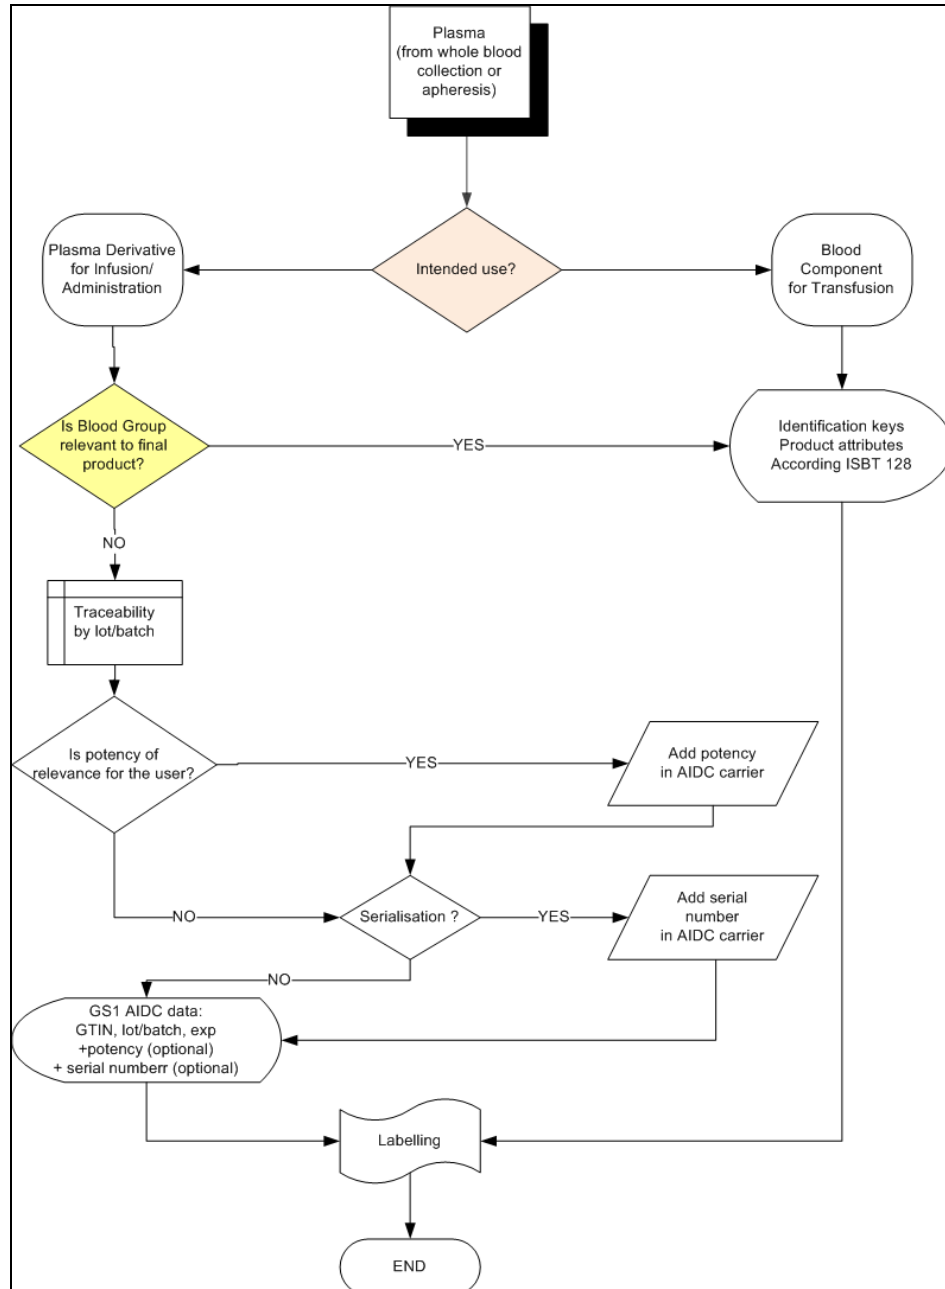 Plasma
(from whole blood
collection or
apheresis)
Intended use?
Plasma Derivative
for Infusion/
Administration
Blood
Component
for Transfusion
Is Blood Group
relevant to final
product?
YES
Identification keys
Product attributes
According ISBT 128
NO
Traceability
by lot/batch
Is potency of
relevance for the user?
YES
Add potency
in AIDC carrier
NO
Serialisation ?
YES
Add serial
number
in AIDC carrier
NO
GS1 AIDC data:
GTIN, lot/batch, exp
+potency (optional)
+ serial numberr (optional)
Labelling
END